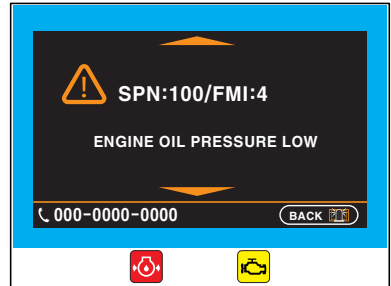 SPN:100/FMI:4
ENGINE OIL PRESSURE LOW
000-0000-0000
BACK